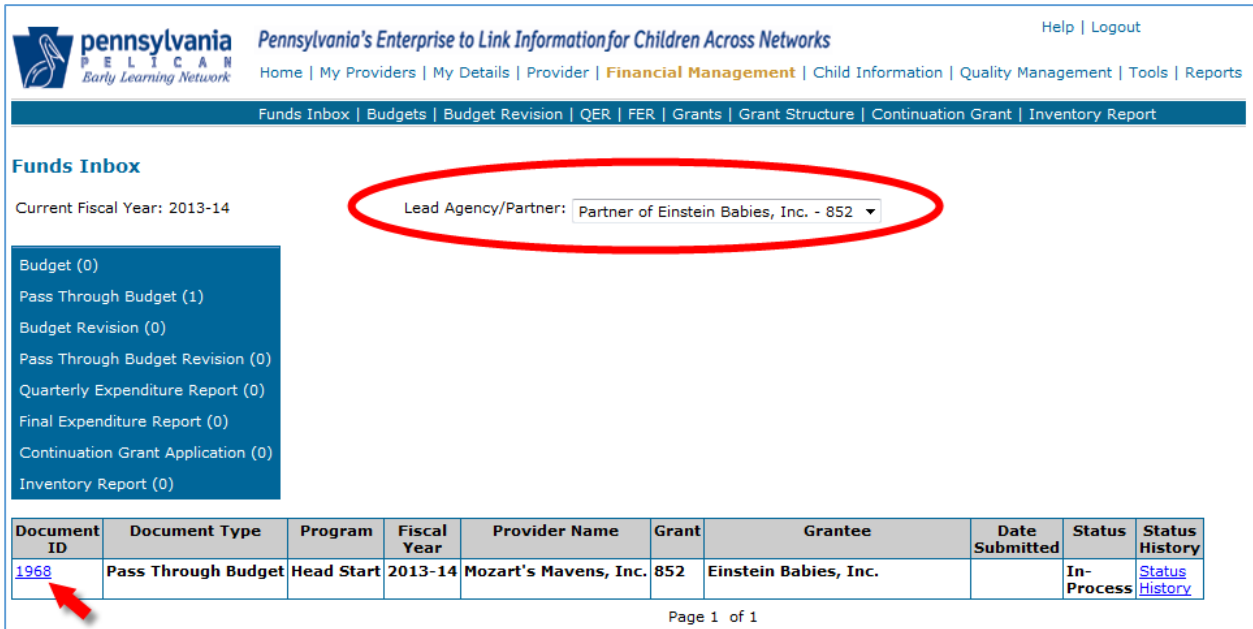 Help | Logout
pennsylvania
PELICAN
Early Learning Network
Pennsylvania's Enterprise to Link Information for Children Across Networks
Home | My Providers | My Details | Provider | Financial Management | Child Information | Quality Management | Tools | Reports
Funds Inbox | Budgets | Budget Revision | QER | FER | Grants | Grant Structure | Continuation Grant | Inventory Report
Funds Inbox
Current Fiscal Year: 2013-14
Lead Agency/Partner: Partner of Einstein Babies, Inc. - 852
Budget (0)
Pass Through Budget (1)
Budget Revision (0)
Pass Through Budget Revision (0)
Quarterly Expenditure Report (0)
Final Expenditure Report (0)
Continuation Grant Application (0)
Inventory Report (0)
Document ID Document Type Program Fiscal Year Provider Name Grant Grantee Date Submitted Status Status History
1968 Pass Through Budget Head Start 2013-14 Mozart's Mavens, Inc. 852 Einstein Babies, Inc. In-Process Status History
Page 1 of 1